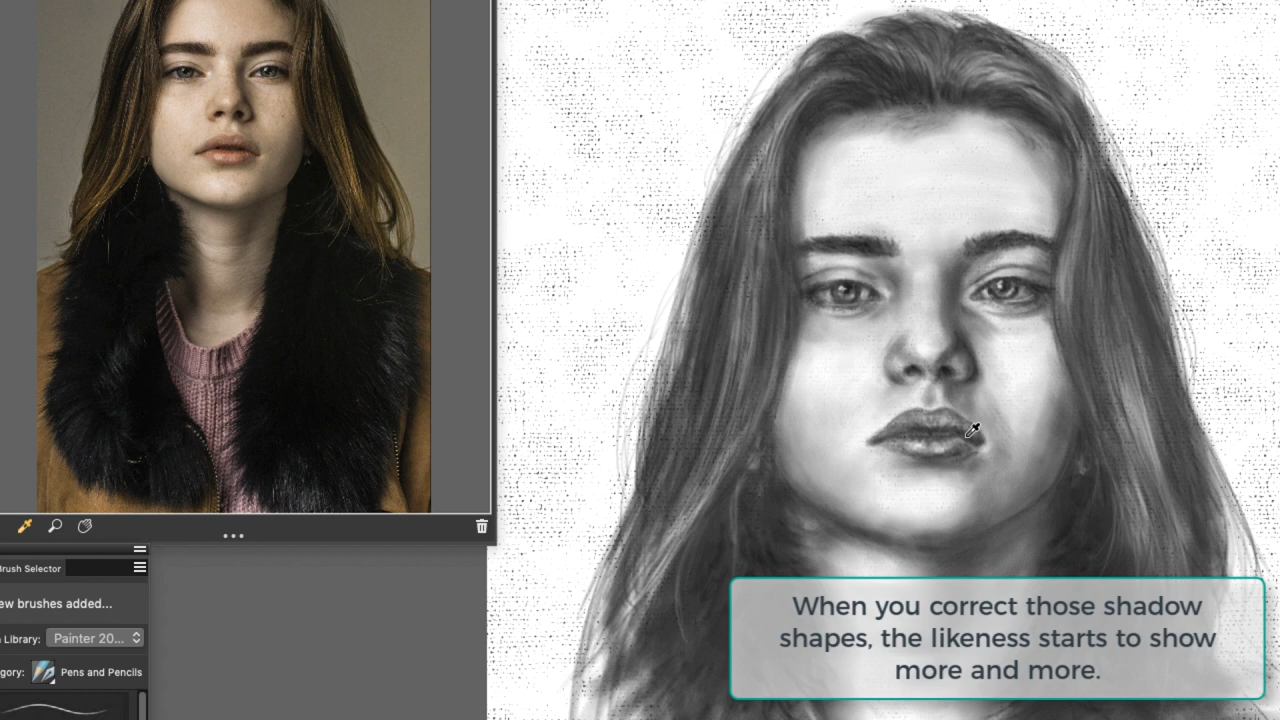 Brush Selector
ew brushes added...
Library: Painter 20...
gory: Pens and Pencils
When you correct those shadow
shapes, the likeness starts to show
more and more.